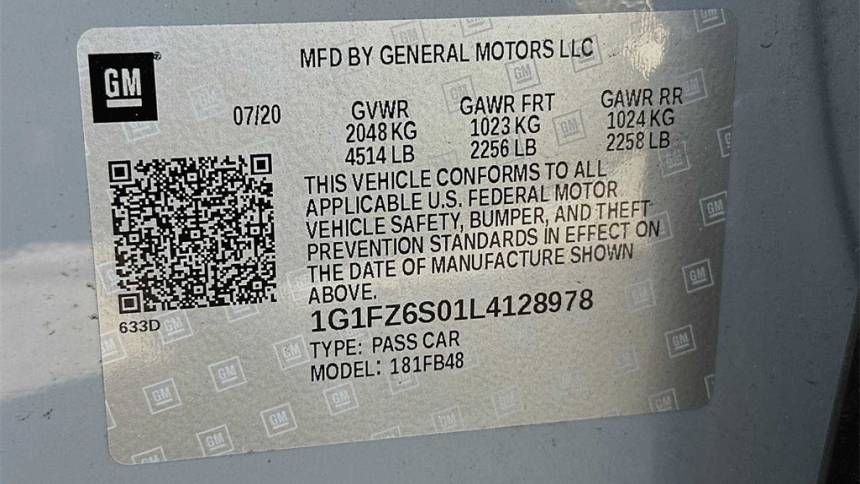 GM
MFD BY GENERAL MOTORS LLC
07/20
GVWR
2048 KG
4514 LB
GAWR FRT
1023 KG
2256 LB
GAWR RR
1024 KG
2258 LB
THIS VEHICLE CONFORMS TO ALL
APPLICABLE U.S. FEDERAL MOTOR
VEHICLE SAFETY, BUMPER, AND THEFT
PREVENTION STANDARDS IN EFFECT ON
THE DATE OF MANUFACTURE SHOWN
ABOVE.
633D
1G1FZ6S01L4128978
TYPE: PASS CAR
MODEL: 181FB48